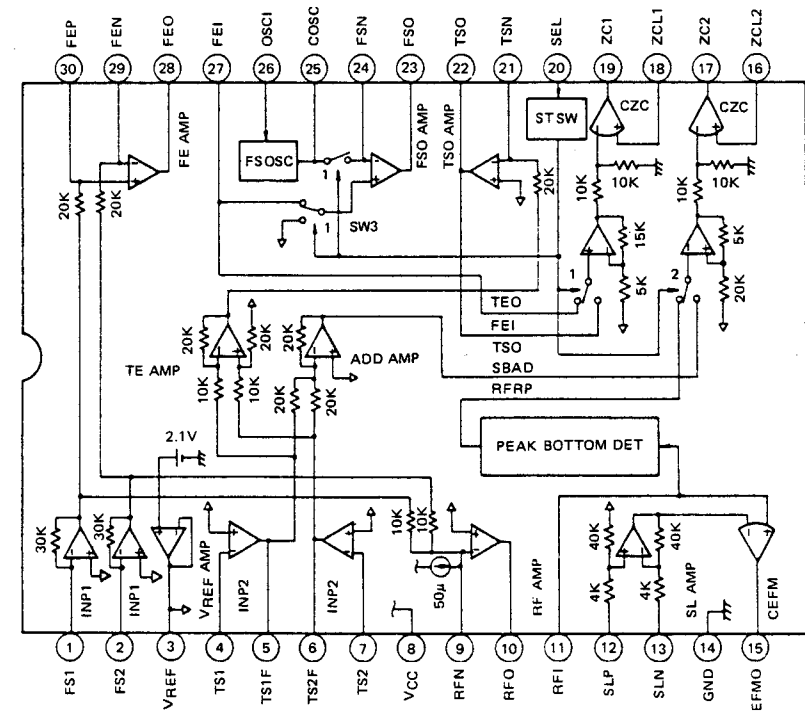 FEP
FEN
FEO
FEI
OSCI
COSC
FSN
FSO
TSO
TSN
SEL
ZC1
ZCL1
ZC2
ZCL2
30
29
28
27
26
25
24
23
22
21
20
19
18
17
16
FE AMP
FSOSC
1
1
SW3
FSO AMP
TSO AMP
20K
STSW
CZC
CZC
10K
10K
10K
10K
15K
5K
5K
20K
1
2
20K
20K
TEO
FEI
TSO
SBAD
RFRP
TE AMP
20K
20K
20K
ADD AMP
10K
10K
20K
20K
PEAK BOTTOM DET
2.1V
30K
30K
INP1
INP1
VREF AMP
INP2
INP2
10K
10K
50μ
RF AMP
40K
40K
4K
4K
SL AMP
CEFM
1
2
3
4
5
6
7
8
9
10
11
12
13
14
15
FS1
FS2
VREF
TS1
TS1F
TS2F
TS2
VCC
RFN
RFO
RFI
SLP
SLN
GND
EFMO